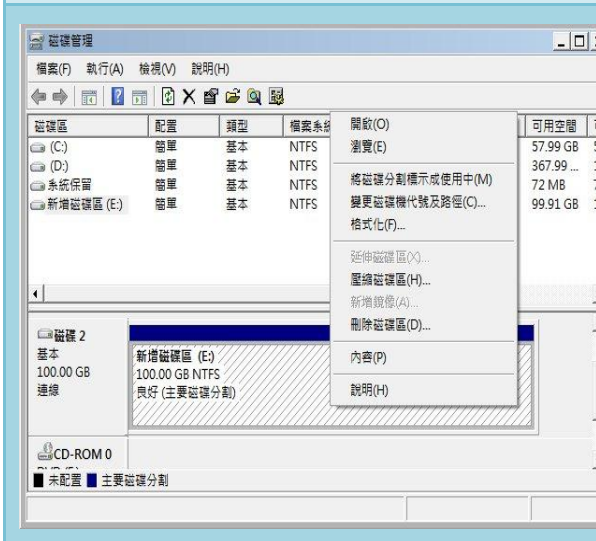 磁碟管理
檔案(F) 執行(A) 檢視(V) 說明(H)
磁碟區 配置 類型 檔案系統 可用空間
(C:) 簡單 基本 NTFS 57.99 GB
(D:) 簡單 基本 NTFS 367.99 ...
系統保留 簡單 基本 NTFS 72 MB
新增磁碟區 (E:) 簡單 基本 NTFS 99.91 GB
開啟(O)
瀏覽(E)
將磁碟分割標示成使用中(M)
變更磁碟機代號及路徑(C)...
格式化(F)...
延伸磁碟區(X)...
壓縮磁碟區(H)...
新增鏡像(A)...
刪除磁碟區(D)...
內容(P)
說明(H)
磁碟 2
基本
100.00 GB
連線
新增磁碟區 (E:)
100.00 GB NTFS
良好 (主要磁碟分割)
CD-ROM 0
未配置 主要磁碟分割